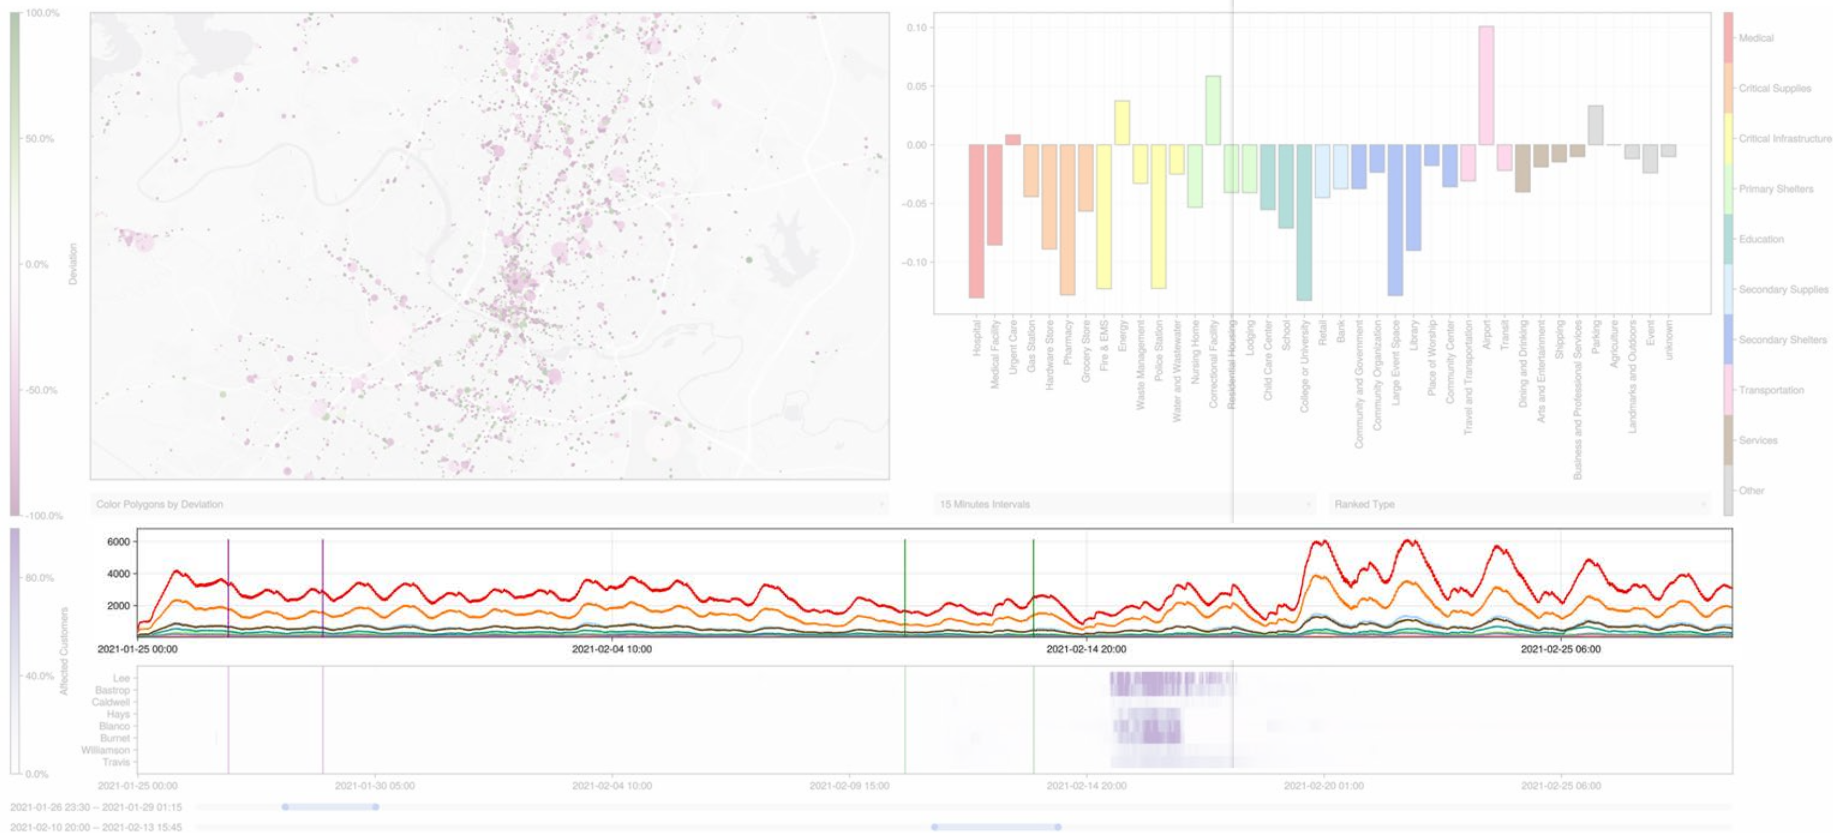 100.0%
50.0%
0.0%
-50.0%
-100.0%
Deviation
0.10
0.05
0.00
-0.05
-0.10
Hospital
Medical Facility
Urgent Care
Gas Station
Hardware Store
Pharmacy
Grocery Store
Fire & EMS
Energy
Waste Management
Police Station
Water and Wastewater
Nursing Home
Correctional Facility
Residential Housing
Lodging
Child Care Center
School
College or University
Retail
Bank
Community and Government
Community Organization
Large Event Space
Library
Place of Worship
Community Center
Travel and Transportation
Airport
Transit
Dining and Drinking
Arts and Entertainment
Shipping
Business and Professional Services
Parking
Agriculture
Landmarks and Outdoors
Event
unknown
Medical
Critical Supplies
Critical Infrastructure
Primary Shelters
Education
Secondary Supplies
Secondary Shelters
Transportation
Services
Other
Color Polygons by Deviation
15 Minutes Intervals
Ranked Type
6000
4000
2000
2021-01-25 00:00
2021-02-04 10:00
2021-02-14 20:00
2021-02-25 06:00
80.0%
40.0%
0.0%
Affected Customers
Lee
Bastrop
Caldwell
Hays
Blanco
Burnet
Williamson
Travis
2021-01-25 00:00
2021-01-30 05:00
2021-02-04 10:00
2021-02-09 15:00
2021-02-14 20:00
2021-02-20 01:00
2021-02-25 06:00
2021-01-26 23:30 -- 2021-01-29 01:15
2021-02-10 20:00 -- 2021-02-13 15:45